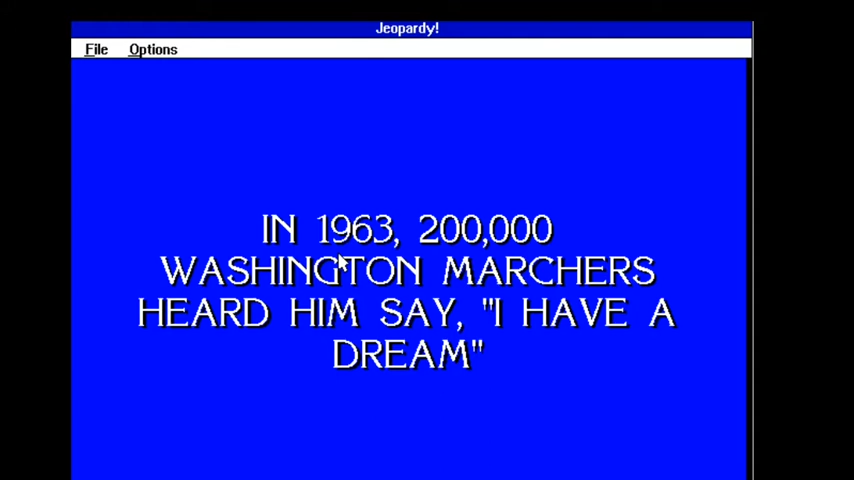 Jeopardy!
File Options
IN 1963, 200,000
WASHINGTON MARCHERS
HEARD HIM SAY, "I HAVE A
DREAM"